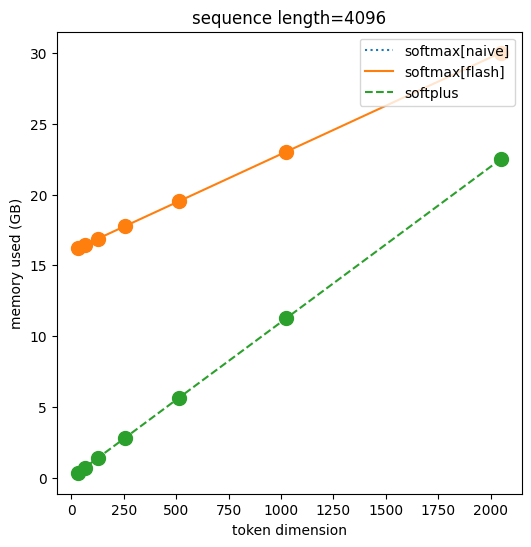 sequence length=4096
softmax[naive]
softmax[flash]
softplus
30
25
20
15
10
5
0
memory used (GB)
0 250 500 750 1000 1250 1500 1750 2000
token dimension